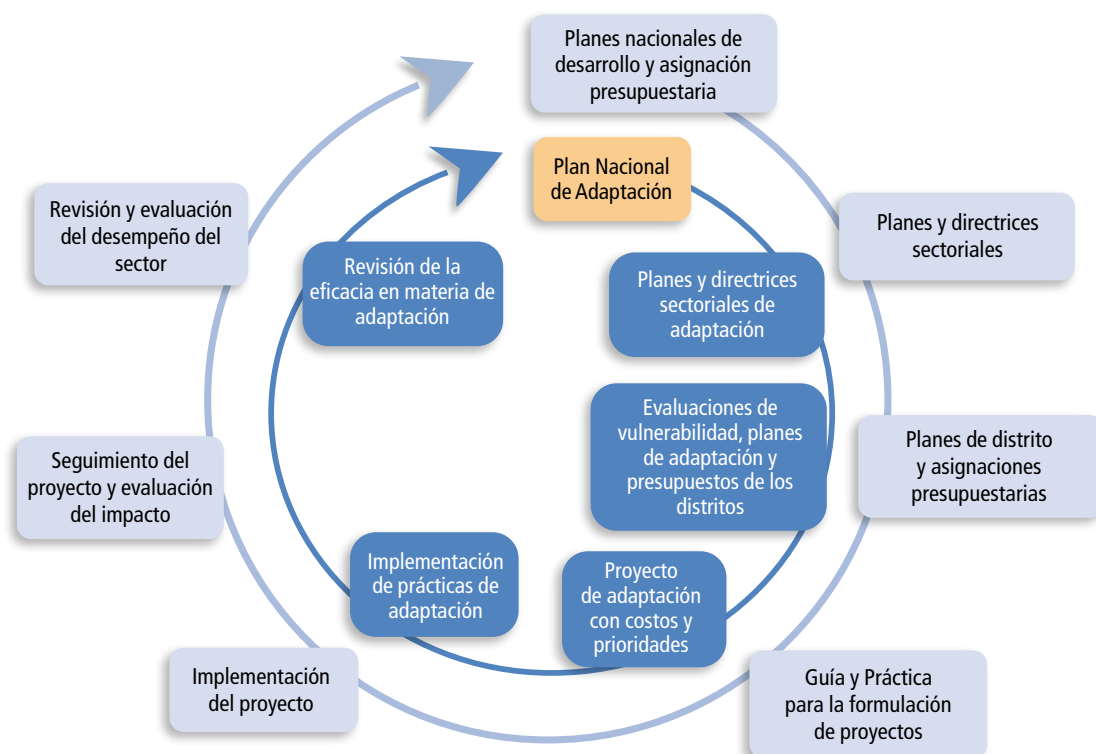 Planes nacionales de
desarrollo y asignación
presupuestaria
Plan Nacional
de Adaptación
Revisión y evaluación
del desempeño del
sector
Planes y directrices
sectoriales
Revisión de la
eficacia en materia de
adaptación
Planes y directrices
sectoriales de
adaptación
Evaluaciones de
vulnerabilidad, planes
de adaptación y
presupuestos de los
distritos
Planes de distrito
y asignaciones
presupuestarias
Seguimiento del
proyecto y evaluación
del impacto
Implementación
de prácticas de
adaptación
Proyecto
de adaptación
con costos y
prioridades
Implementación
del proyecto
Guía y Práctica
para la formulación
de proyectos